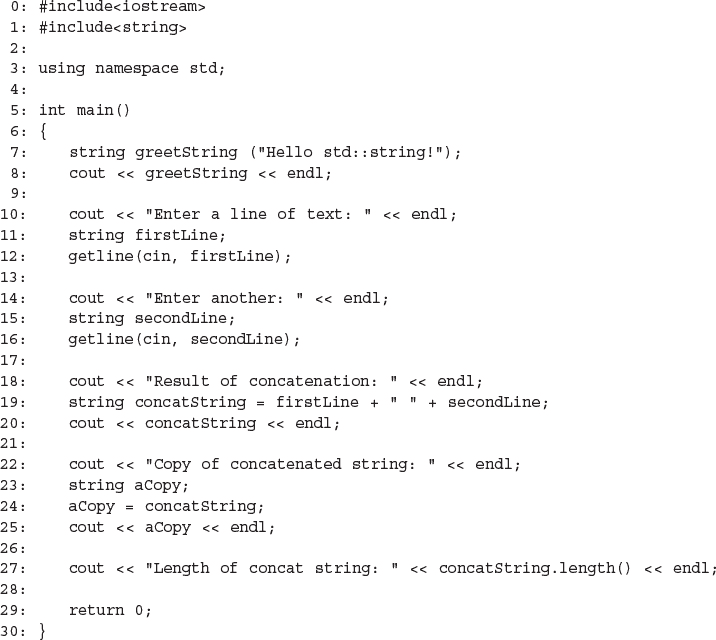 0: #include<iostream>
1: #include<string>
2:
3: using namespace std;
4:
5: int main()
6: {
7:    string greetString ("Hello std::string!");
8:    cout << greetString << endl;
9:
10:    cout << "Enter a line of text: " << endl;
11:    string firstLine;
12:    getline(cin, firstLine);
13:
14:    cout << "Enter another: " << endl;
15:    string secondLine;
16:    getline(cin, secondLine);
17:
18:    cout << "Result of concatenation: " << endl;
19:    string concatString = firstLine + " " + secondLine;
20:    cout << concatString << endl;
21:
22:    cout << "Copy of concatenated string: " << endl;
23:    string aCopy;
24:    aCopy = concatString;
25:    cout << aCopy << endl;
26:
27:    cout << "Length of concat string: " << concatString.length() << endl;
28:
29:    return 0;
30: }